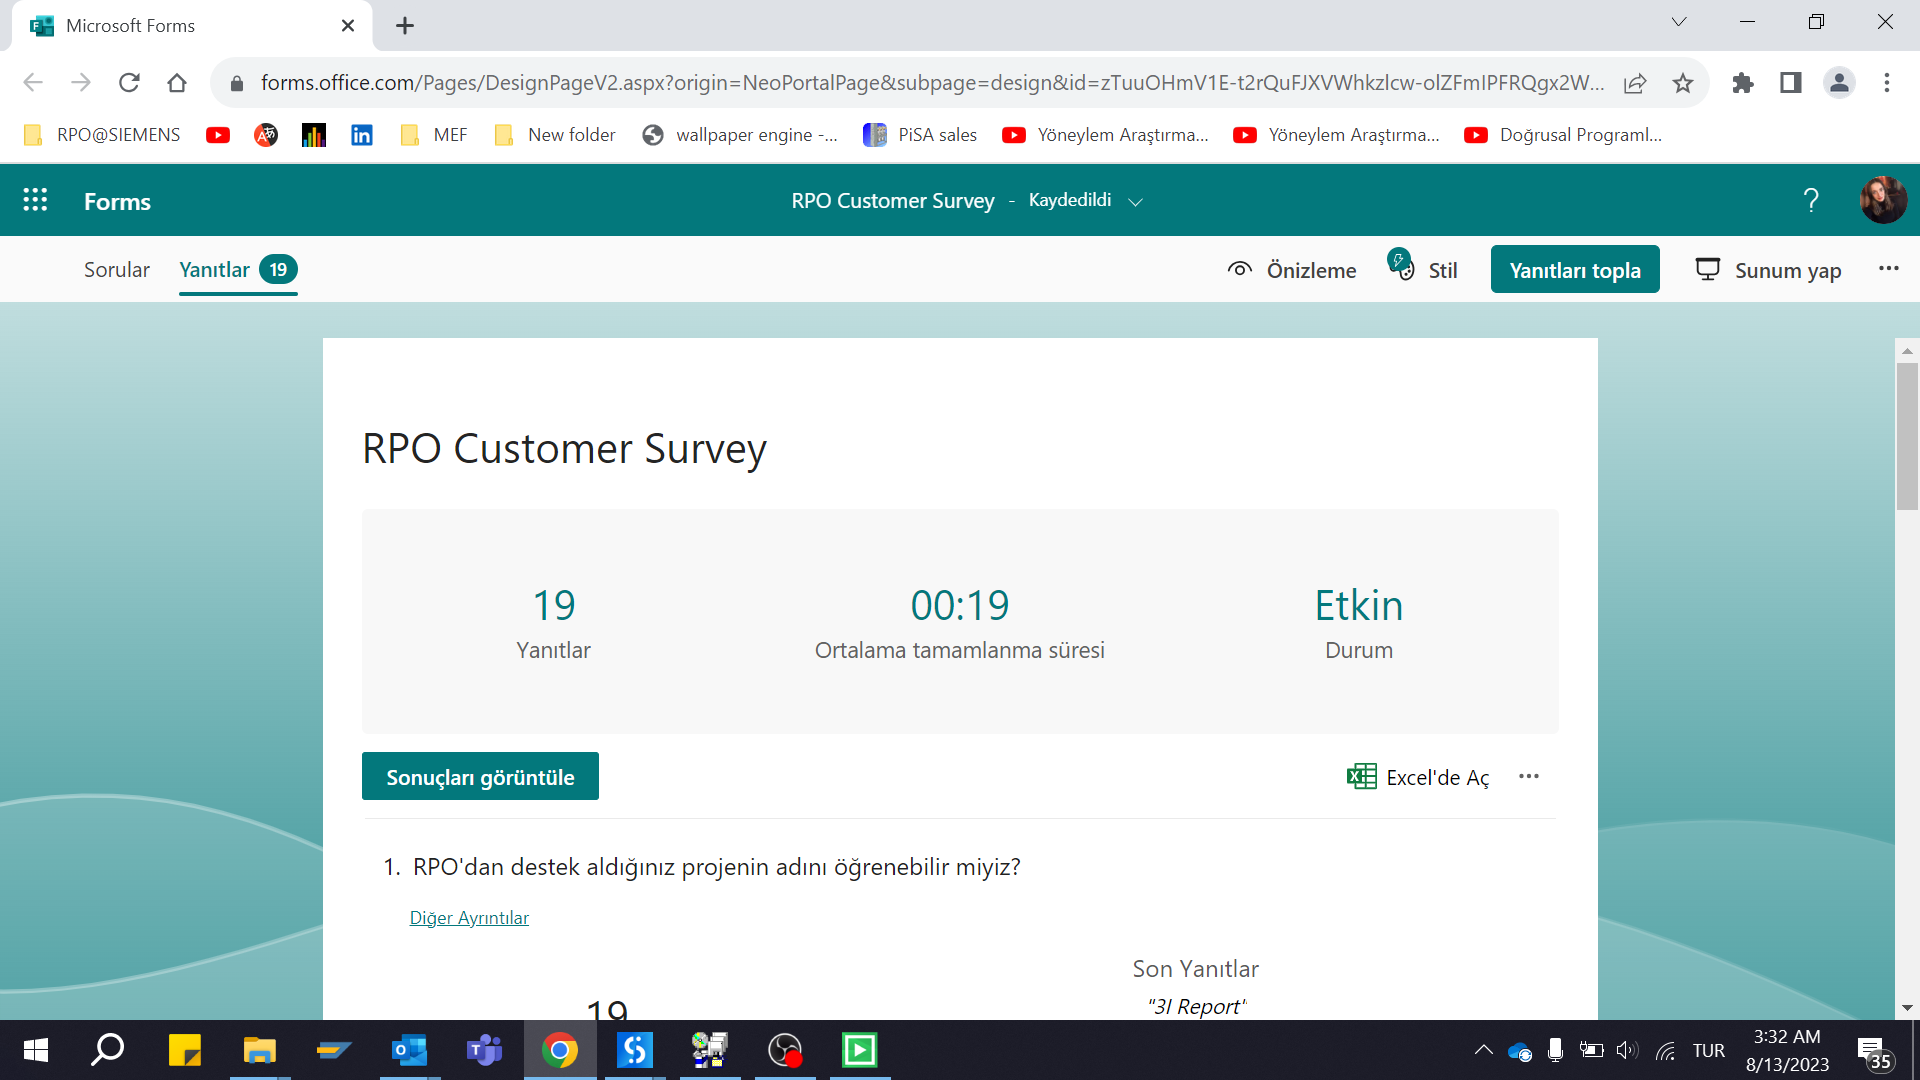 Microsoft Forms
forms.office.com/Pages/DesignPageV2.aspx?origin=NeoPortalPage&subpage=design&id=zTuuOHmV1E-t2rQuFJXVWhkzlcw-olZFmIPFRQgx2W...
RPO@SIEMENS
MEF
New folder
wallpaper engine -...
PiSA sales
Yöneylem Araştırma...
Yöneylem Araştırma...
Doğrusal Programl...
Forms
RPO Customer Survey - Kaydedildi
?
Sorular
Yanıtlar 19
Önizleme
Stil
Yanıtları topla
Sunum yap
RPO Customer Survey
19
Yanıtlar
00:19
Ortalama tamamlanma süresi
Etkin
Durum
Sonuçları görüntüle
Excel'de Aç
1. RPO'dan destek aldığınız projenin adını öğrenebilir miyiz?
Diğer Ayrıntılar
19
Son Yanıtlar
"3I Report"
TUR
3:32 AM
8/13/2023
35